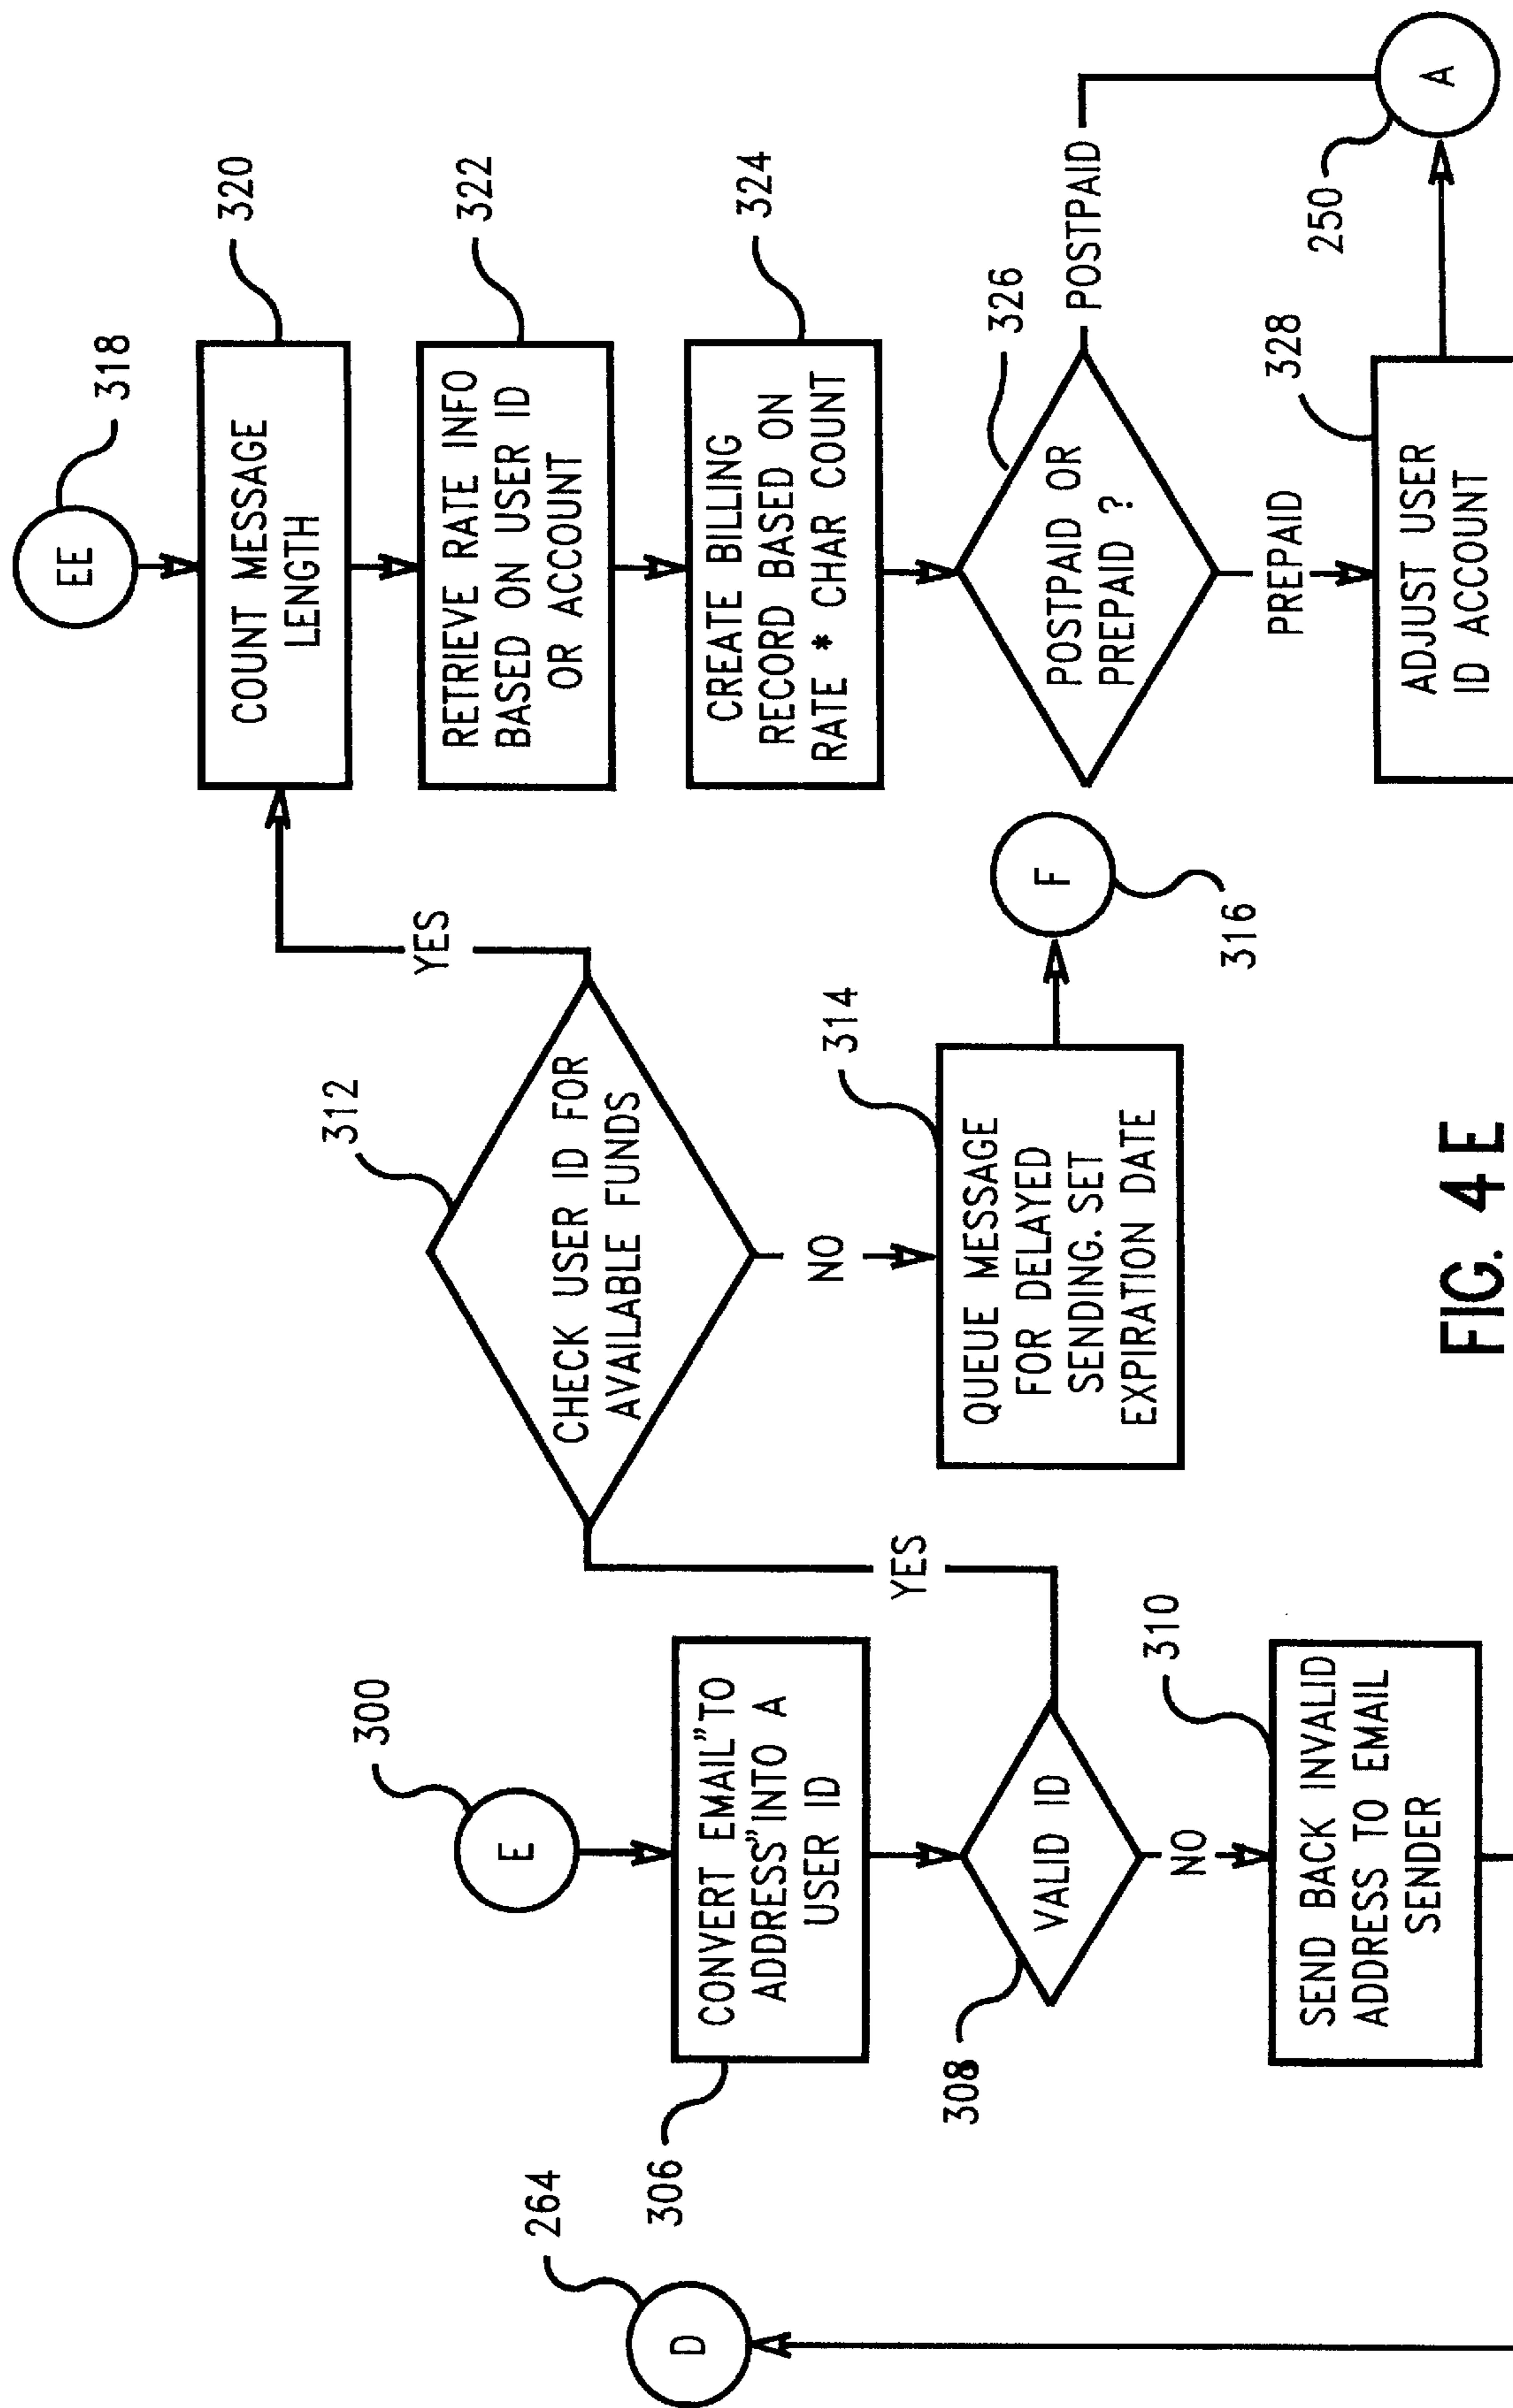 264
D
300
E
306
CONVERT EMAIL"TO
ADDRESS"INTO A
USER ID
308
VALID ID
YES
NO
310
SEND BACK INVALID
ADDRESS TO EMAIL
SENDER
312
CHECK USER ID FOR
AVAILABLE FUNDS
YES
NO
314
QUEUE MESSAGE
FOR DELAYED
SENDING. SET
EXPIRATION DATE
F
316
EE
318
COUNT MESSAGE
LENGTH
320
RETRIEVE RATE INFO
BASED ON USER ID
OR ACCOUNT
322
CREATE BILLING
RECORD BASED ON
RATE * CHAR COUNT
324
POSTPAID OR
PREPAID ?
326
POSTPAID
PREPAID
328
ADJUST USER
ID ACCOUNT
250
A
FIG. 4E